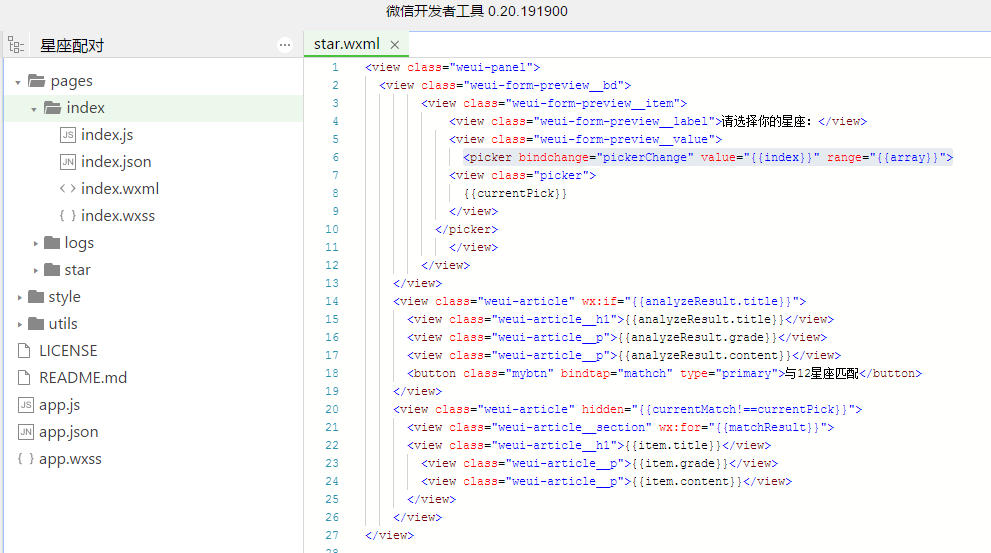 微信开发者工具 0.20.191900
星座配对
star.wxml
pages
index
index.js
index.json
index.wxml
index.wxss
logs
star
style
utils
LICENSE
README.md
app.js
app.json
app.wxss
1 <view class="weui-panel">
2 <view class="weui-form-preview__bd">
3 <view class="weui-form-preview__item">
4 <view class="weui-form-preview__label">请选择你的星座：</view>
5 <view class="weui-form-preview__value">
6 <picker bindchange="pickerChange" value="{{index}}" range="{{array}}">
7 <view class="picker">
8 {{currentPick}}
9 </view>
10 </picker>
11 </view>
12 </view>
13 </view>
14 <view class="weui-article" wx:if="{{analyzeResult.title}}">
15 <view class="weui-article__h1">{{analyzeResult.title}}</view>
16 <view class="weui-article__p">{{analyzeResult.grade}}</view>
17 <view class="weui-article__p">{{analyzeResult.content}}</view>
18 <button class="mybtn" bindtap="mathch" type="primary">与12星座匹配</button>
19 </view>
20 <view class="weui-article" hidden="{{currentMatch!==currentPick}}">
21 <view class="weui-article__section" wx:for="{{matchResult}}">
22 <view class="weui-article__h1">{{item.title}}</view>
23 <view class="weui-article__p">{{item.grade}}</view>
24 <view class="weui-article__p">{{item.content}}</view>
25 </view>
26 </view>
27 </view>
28